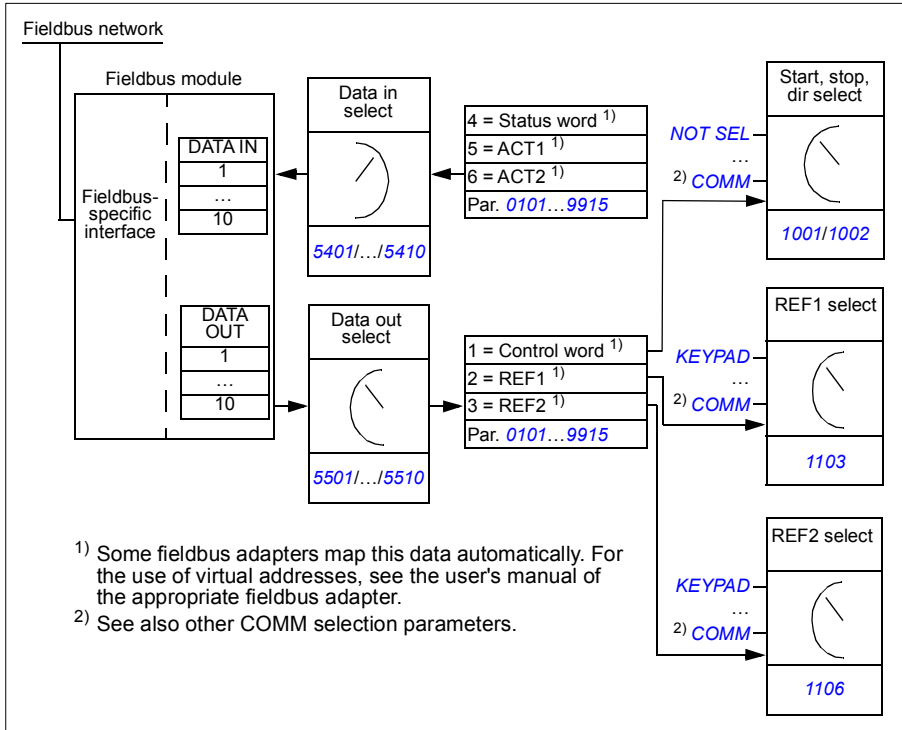 Fieldbus network
Fieldbus module
Fieldbus-
specific
interface
DATA IN
1
...
10
DATA
OUT
1
...
10
Data in
select
5401/.../5410
Data out
select
5501/.../5510
4 = Status word 1)
5 = ACT1 1)
6 = ACT2 1)
Par. 0101...9915
1 = Control word 1)
2 = REF1 1)
3 = REF2 1)
Par. 0101...9915
Start, stop,
dir select
NOT SEL
...
2) COMM
1001/1002
REF1 select
KEYPAD
...
2) COMM
1103
REF2 select
KEYPAD
...
2) COMM
1106
1) Some fieldbus adapters map this data automatically. For
the use of virtual addresses, see the user's manual of
the appropriate fieldbus adapter.
2) See also other COMM selection parameters.